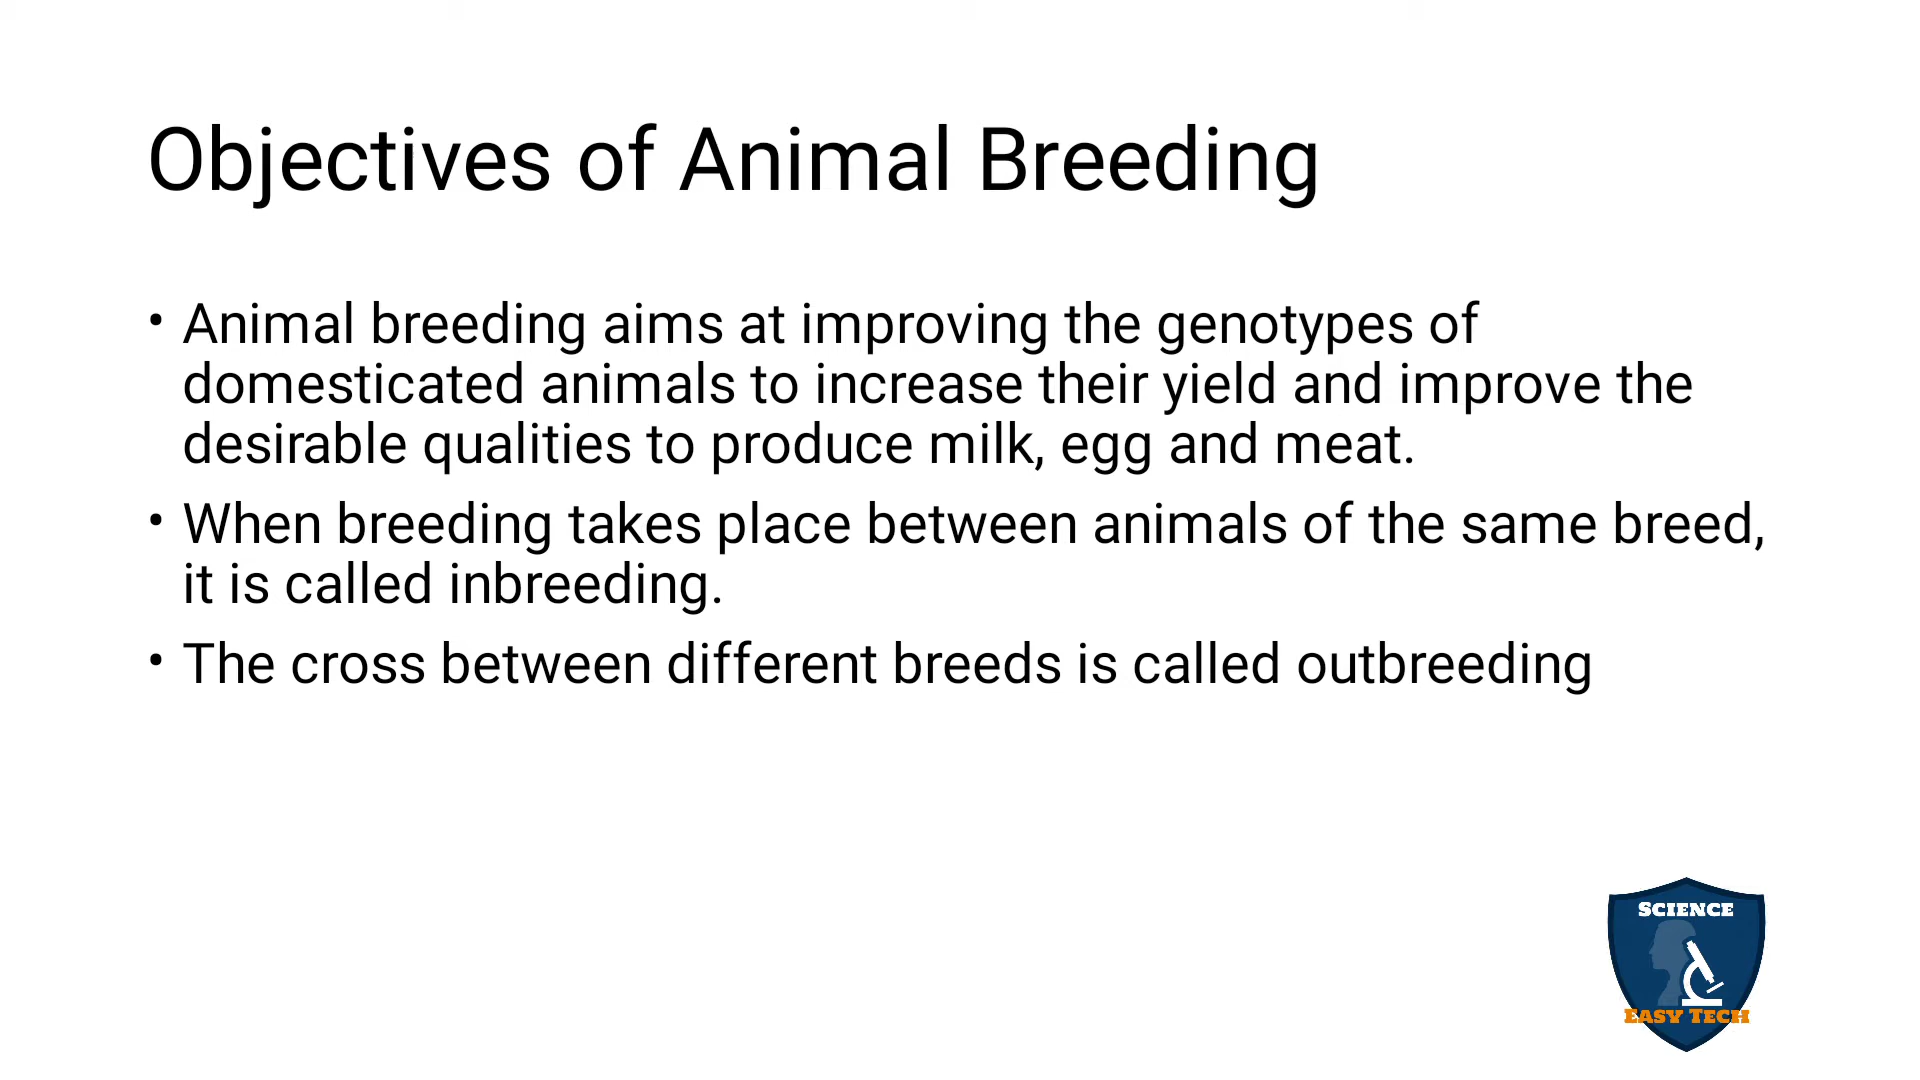 Objectives of Animal Breeding
• Animal breeding aims at improving the genotypes of
domesticated animals to increase their yield and improve the
desirable qualities to produce milk, egg and meat.
• When breeding takes place between animals of the same breed,
it is called inbreeding.
• The cross between different breeds is called outbreeding
SCIENCE
EASY TECH